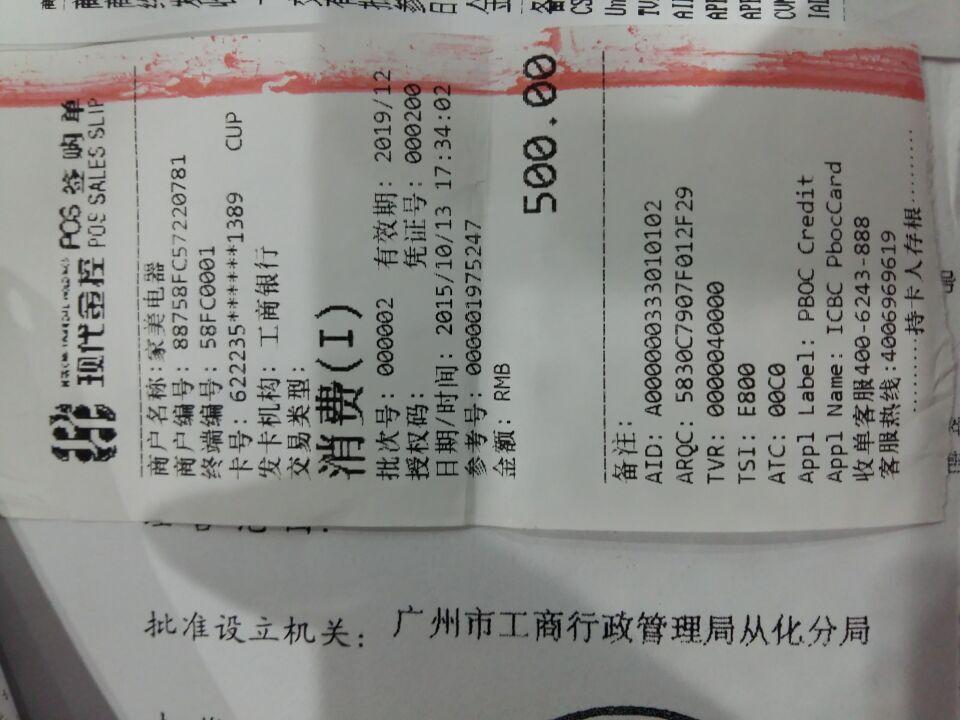 现代金控 POS 签购单
POS SALES SLIP
商户名称:家美电器
商户编号: 88758FC57220781
终端编号: 58FC0001
卡号: 622235******1389 CUP
发卡机构: 工商银行
交易类型:
消费(I)
批次号: 000002 有效期: 2019/12
授权码: 凭证号: 000200
日期/时间: 2015/10/13 17:34:02
参考号: 000001975247
金额: RMB
500.00
备注:
AID: A000000333010102
ARQC: 5830C7907F012F29
TVR: 0000040000
TSI: E800
ATC: 00C0
Appl Label: PBOC Credit
Appl Name: ICBC PbocCard
收单客服400-6243-888
客服热线:4006969619
.........持卡人存根.........
批准设立机关: 广州市工商行政管理局从化分局